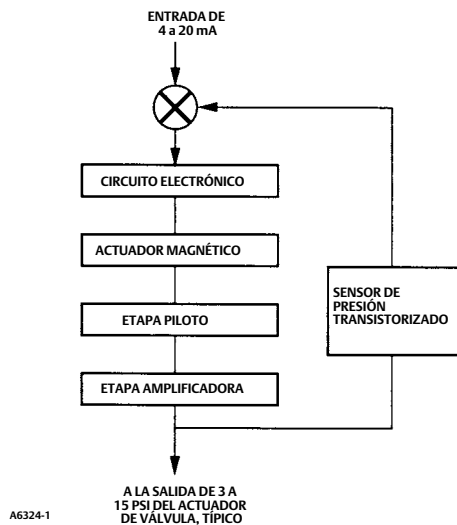 ENTRADA DE
4 a 20 mA
CIRCUITO ELECTRÓNICO
ACTUADOR MAGNÉTICO
ETAPA PILOTO
SENSOR DE
PRESIÓN
TRANSISTORIZADO
ETAPA AMPLIFICADORA
A LA SALIDA DE 3 A
15 PSI DEL ACTUADOR
DE VÁLVULA, TÍPICO
A6324-1